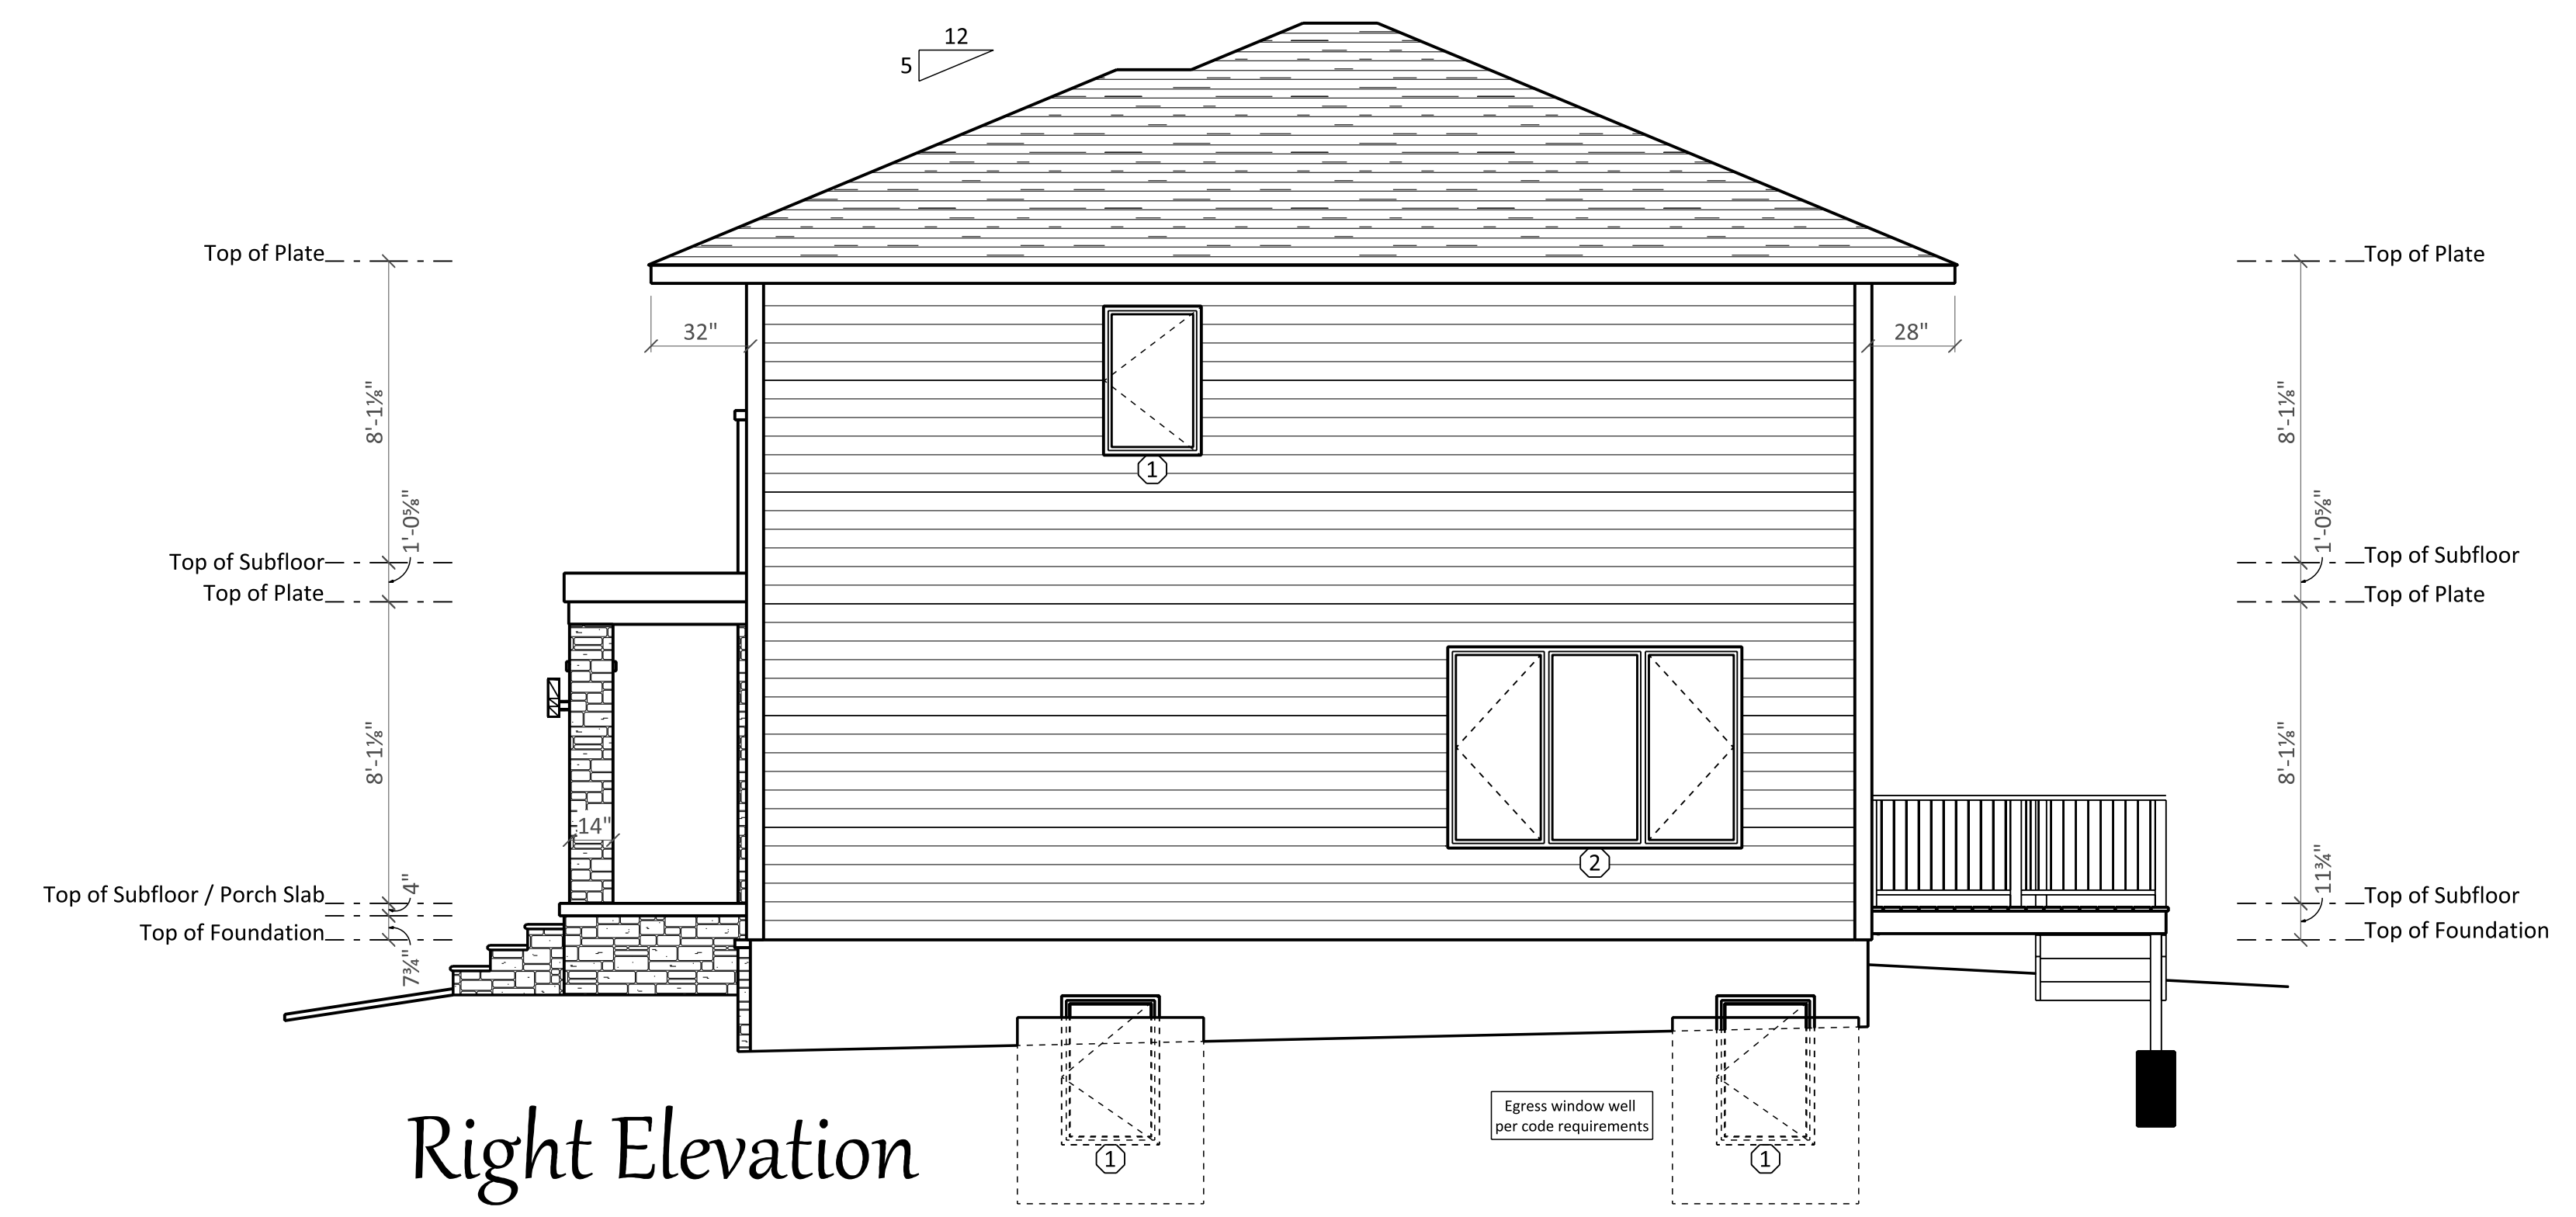 12
5
Top of Plate
Top of Plate
32"
28"
8'-1⅛"
8'-1⅛"
1
1'-0⅝"
1'-0⅝"
Top of Subfloor
Top of Subfloor
Top of Plate
Top of Plate
8'-1⅛"
8'-1⅛"
14"
2
4"
11¾"
Top of Subfloor / Porch Slab
Top of Subfloor
Top of Foundation
Top of Foundation
7¾"
Egress window well
per code requirements
Right Elevation
1
1